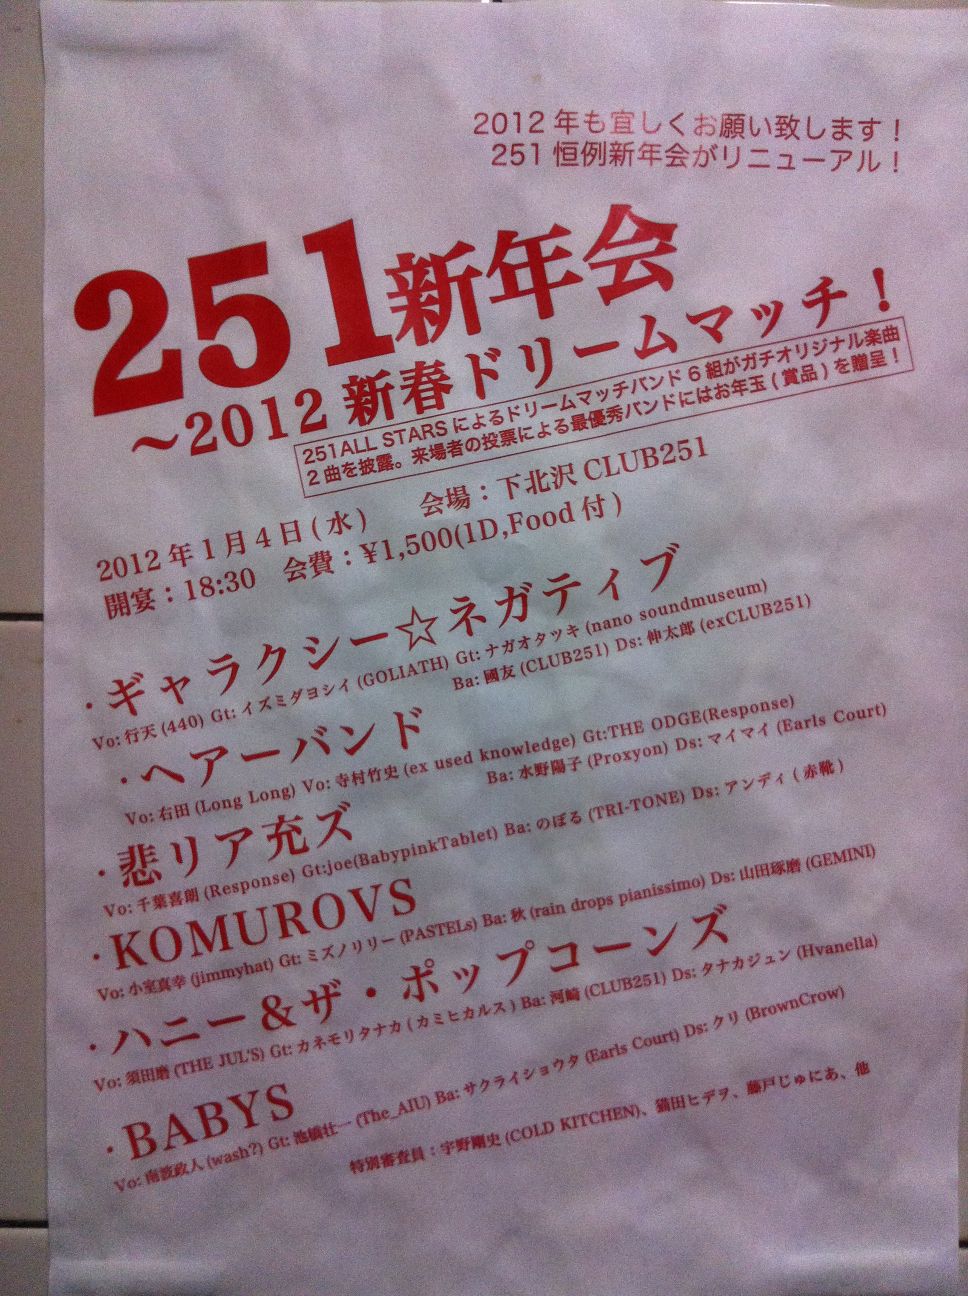 2012年も宜しくお願い致します！
251恒例新年会がリニューアル！
251新年会
～2012新春ドリームマッチ！
251ALL STARSによるドリームマッチバンド6組がガチオリジナル楽曲
2曲を披露。来場者の投票による最優秀バンドにはお年玉(賞品)を贈呈！
2012年1月4日(水) 会場：下北沢CLUB251
開宴：18:30 会費：¥1,500(1D,Food付)
・ギャラクシー☆ネガティブ
Vo:行天(440) Gt:イズミダヨシイ(GOLIATH) Gt:ナガオタツキ(nano soundmuseum)
Ba:國友(CLUB251) Ds:伸太郎(exCLUB251)
・ヘアーバンド
Vo:右田(Long Long) Vo:寺村竹史(ex used knowledge) Gt:THE ODGE(Response)
Ba:水野陽子(Proxyon) Ds:マイマイ(Earls Court)
・悲リア充ズ
Vo:千葉喜朗(Response) Gt:joe(BabypinkTablet) Ba:のぼる(TRI-TONE) Ds:アンディ(赤靴)
・KOMUROVS
Vo:小室真幸(jimmyhat) Gt:ミズノリリー(PASTELs) Ba:秋(rain drops pianissimo) Ds:山田琢磨(GEMINI)
・ハニー＆ザ・ポップコーンズ
Vo:須田磨(THE JUL'S) Gt:カネモリタナカ(カミヒカルス) Ba:河崎(CLUB251) Ds:タナカジュン(Hvanella)
・BABYS
Vo:南波政人(wash?) Gt:池橋壮一(The_AIU) Ba:サクライショウタ(Earls Court) Ds:クリ(BrownCrow)
特別審査員：宇野剛史(COLD KITCHEN)、猫田ヒデヲ、藤戸じゅにあ、他